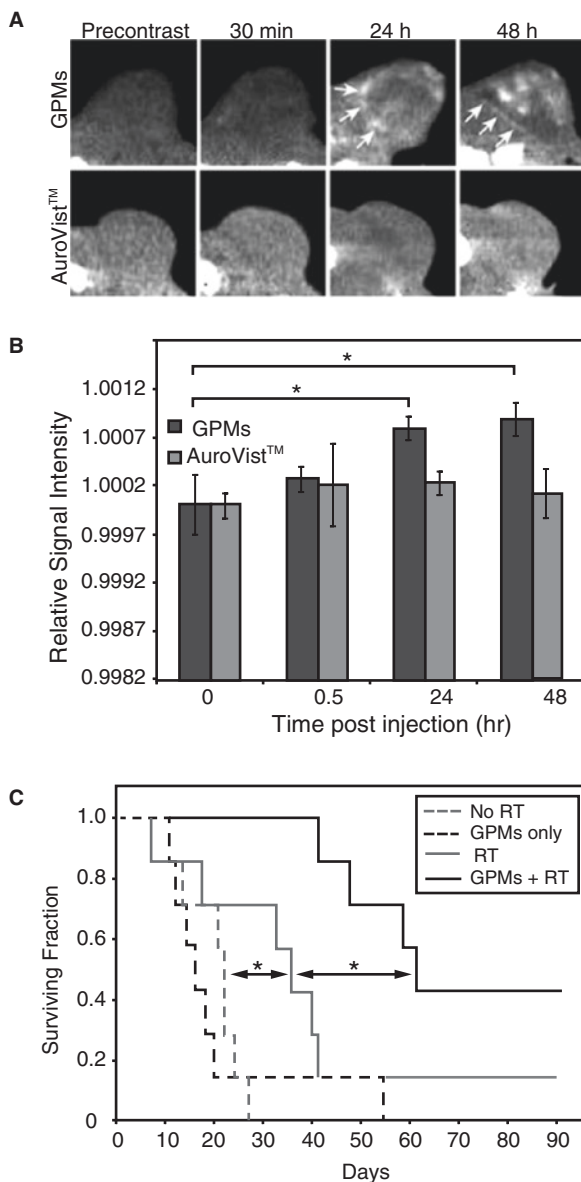 A
Precontrast 30 min 24 h 48 h
GPMs
AuroVist™
B
*
*
1.0012
1.0007
1.0002
0.9997
0.9992
0.9987
0.9982
Relative Signal Intensity
GPMs
AuroVist™
0 0.5 24 48
Time post injection (hr)
C
1.0
0.8
0.6
0.4
0.2
0
Surviving Fraction
No RT
GPMs only
RT
GPMs + RT
* *
0 10 20 30 40 50 60 70 80 90
Days